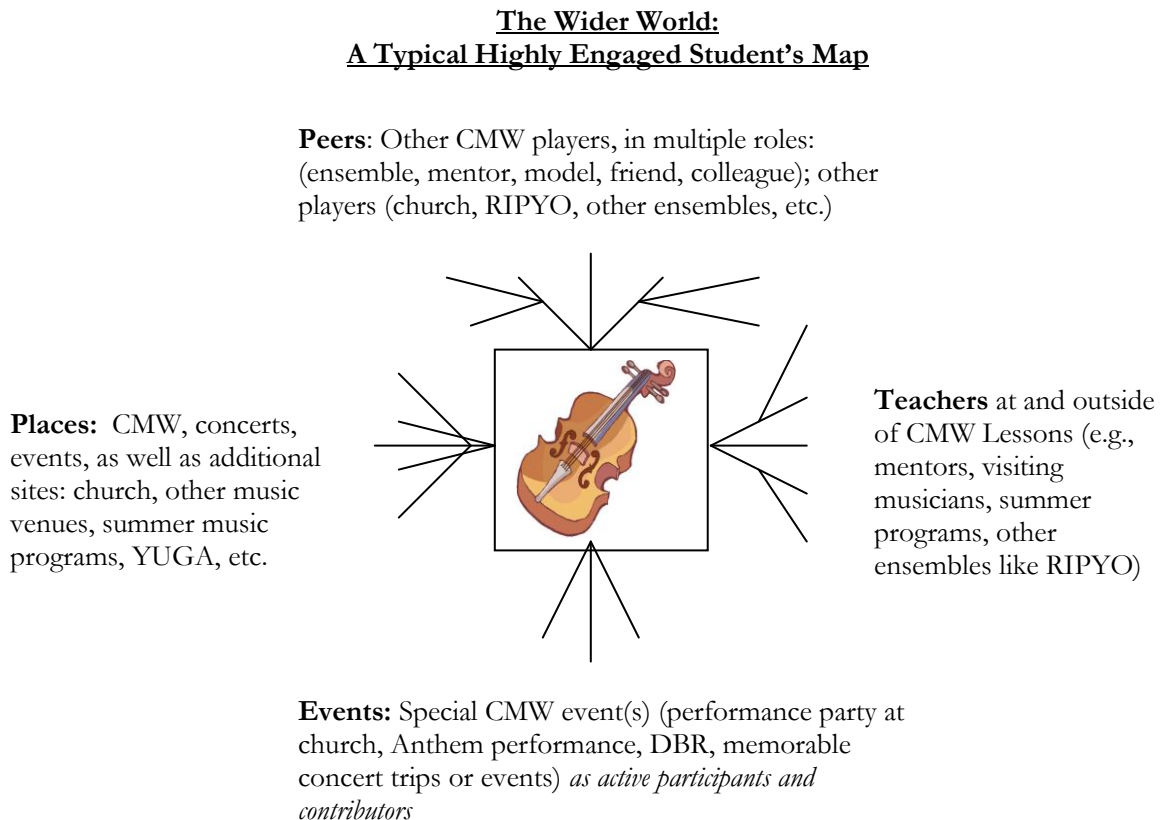 The Wider World:
A Typical Highly Engaged Student’s Map
Peers: Other CMW players, in multiple roles:
(ensemble, mentor, model, friend, colleague); other
players (church, RIPYO, other ensembles, etc.)
Places:  CMW, concerts,
events, as well as additional
sites: church, other music
venues, summer music
programs, YUGA, etc.
Teachers at and outside
of CMW Lessons (e.g.,
mentors, visiting
musicians, summer
programs, other
ensembles like RIPYO)
Events: Special CMW event(s) (performance party at
church, Anthem performance, DBR, memorable
concert trips or events) as active participants and
contributors